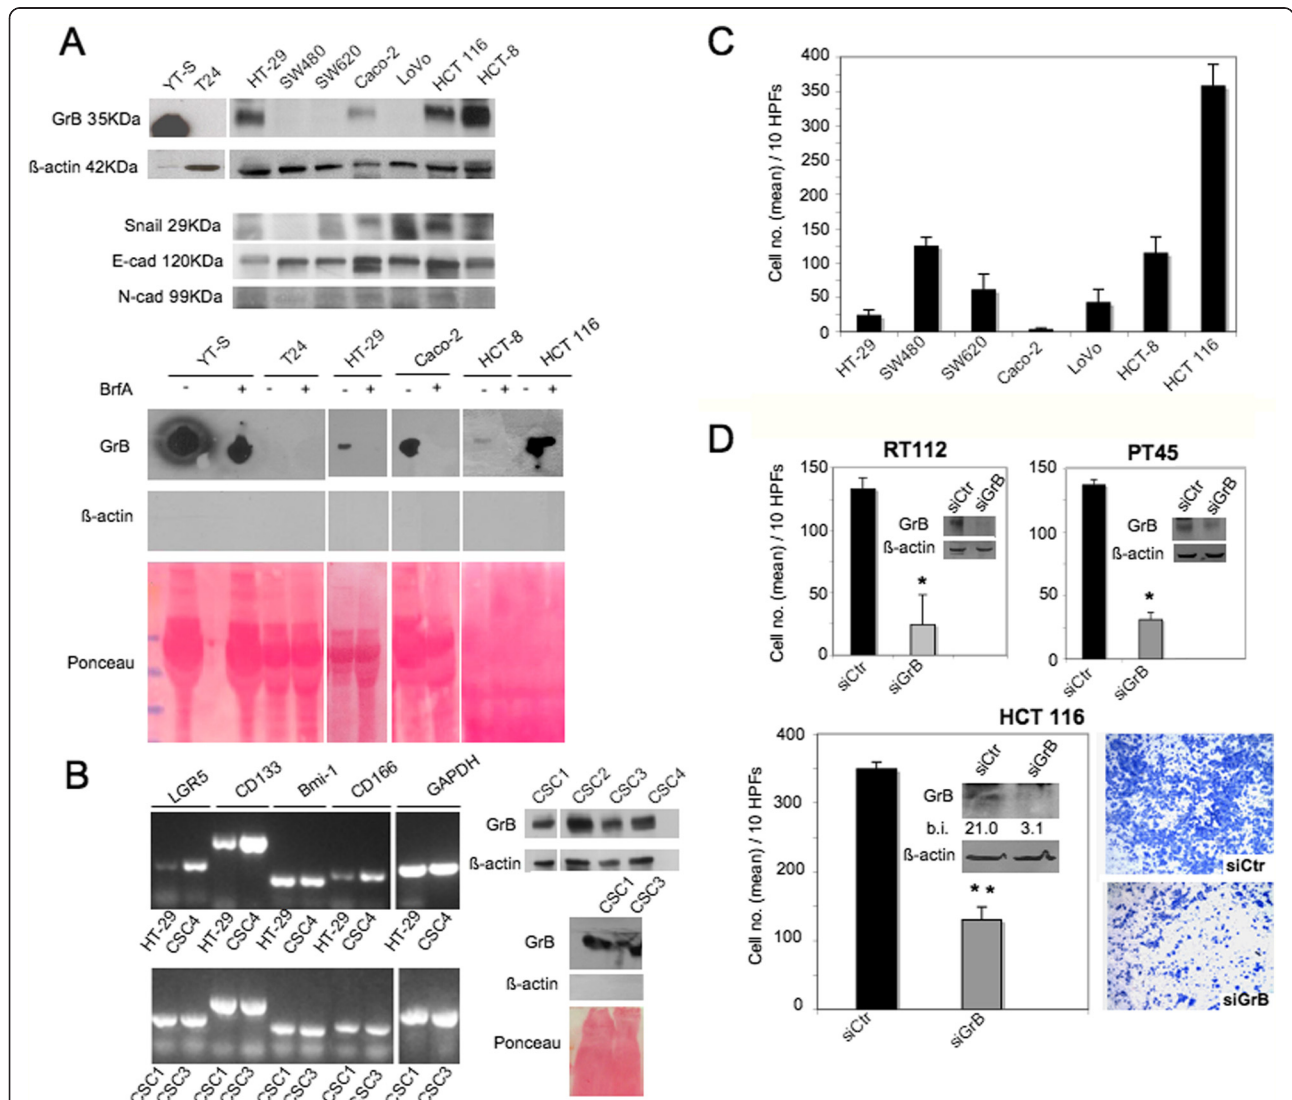 A
YT-S T24 HT-29 SW480 SW620 Caco-2 LoVo HCT 116 HCT-8
GrB 35KDa
ß-actin 42KDa
Snail 29KDa
E-cad 120KDa
N-cad 99KDa
YT-S T24 HT-29 Caco-2 HCT-8 HCT 116
BrfA - + - + - + - + - + - +
GrB
ß-actin
Ponceau
B
LGR5 CD133 Bmi-1 CD166 GAPDH
HT-29 CSC4 HT-29 CSC4 HT-29 CSC4 HT-29 CSC4 HT-29 CSC4
CSC1 CSC3 CSC1 CSC3 CSC1 CSC3 CSC1 CSC3 CSC1 CSC3
CSC1 CSC2 CSC3 CSC4
GrB
ß-actin
CSC1 CSC3
GrB
ß-actin
Ponceau
C
Cell no. (mean) / 10 HPFs
400
350
300
250
200
150
100
50
0
HT-29 SW480 SW620 Caco-2 LoVo HCT-8 HCT 116
D
RT112
Cell no. (mean) / 10 HPFs
150
100
50
0
siCtr siGrB
GrB
ß-actin
*
siCtr siGrB
PT45
150
100
50
0
siCtr siGrB
GrB
ß-actin
*
siCtr siGrB
HCT 116
Cell no. (mean) / 10 HPFs
400
300
200
100
0
siCtr siGrB
GrB
b.i. 21.0 3.1
ß-actin
**
siCtr siGrB
siCtr
siGrB